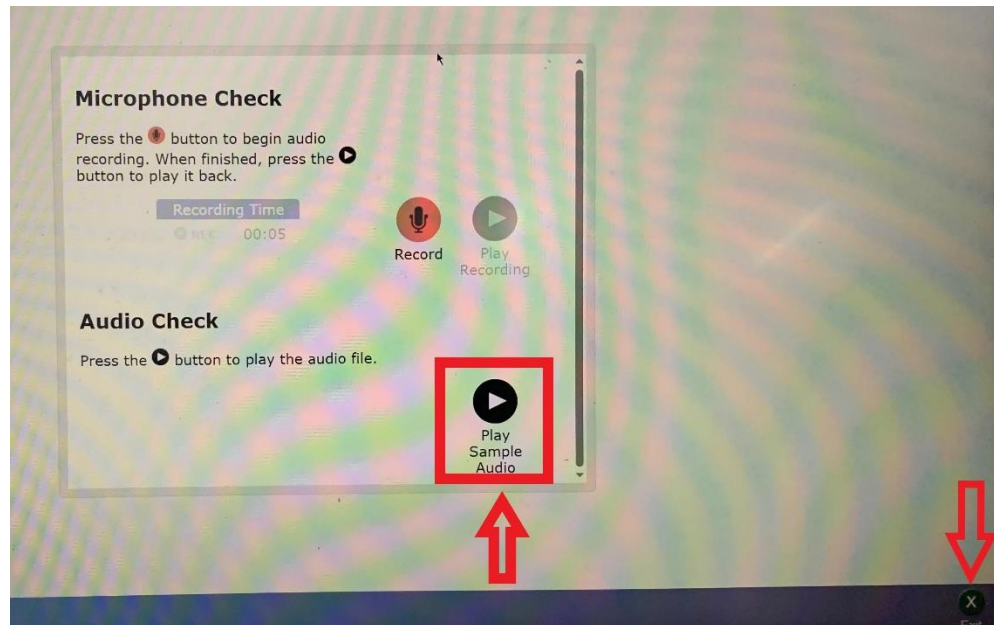 Microphone Check
Press the button to begin audio
recording. When finished, press the
button to play it back.
Recording Time
REC 00:05
Record
Play
Recording
Audio Check
Press the button to play the audio file.
Play
Sample
Audio
X
Exit